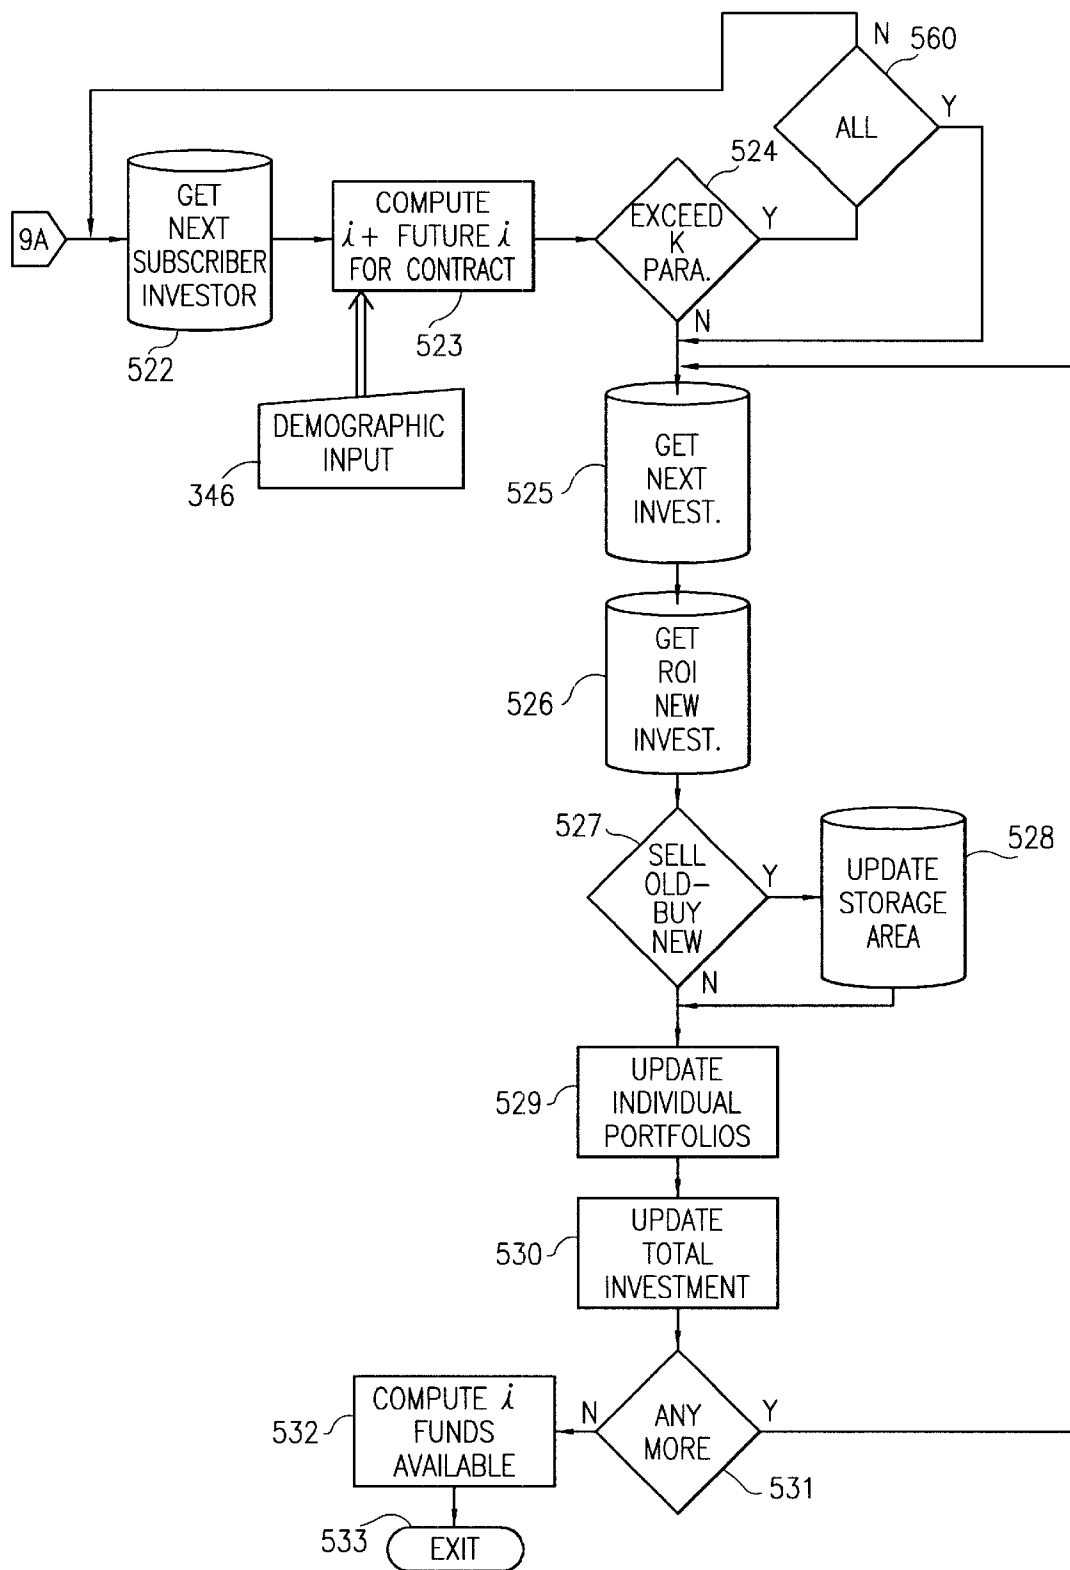 N
560
ALL
Y
524
9A
GET
NEXT
SUBSCRIBER
INVESTOR
522
COMPUTE
i + FUTURE i
FOR CONTRACT
523
EXCEED
K
PARA.
Y
N
DEMOGRAPHIC
INPUT
346
GET
NEXT
INVEST.
525
GET
ROI
NEW
INVEST.
526
527
SELL
OLD-
BUY
NEW
Y
N
UPDATE
STORAGE
AREA
528
UPDATE
INDIVIDUAL
PORTFOLIOS
529
UPDATE
TOTAL
INVESTMENT
530
ANY
MORE
N
Y
531
COMPUTE i
FUNDS
AVAILABLE
532
533
EXIT